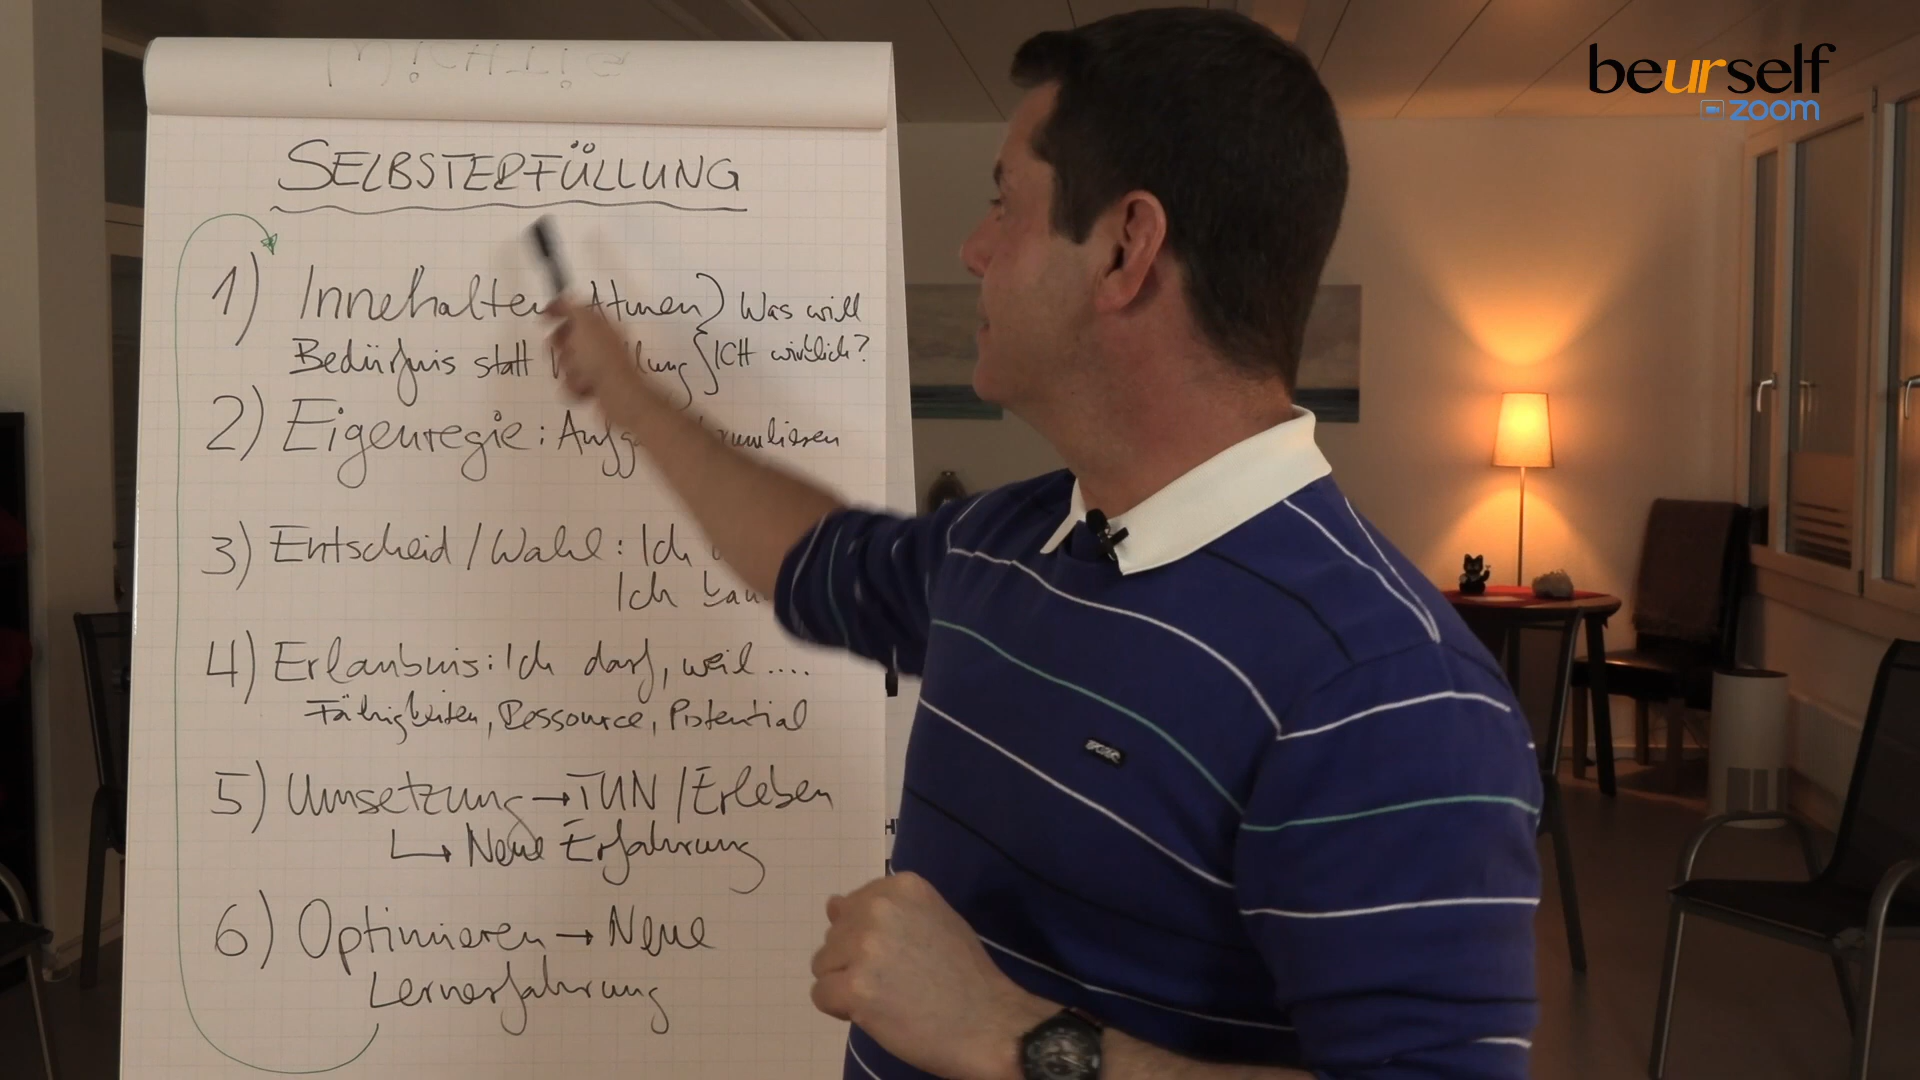 beurself
zoom
SELBSTERFÜLLUNG
1) Innehalten Atmen) Was will
Bedürfnis statt ICH wirklich?
2) Eigenregie:
3) Entscheid / Wahl: Ich
Ich
4) Erlaubnis: Ich darf, weil ....
Fähigkeiten, Ressource, Potential
5) Umsetzung → TUN / Erleben
↳ Neue Erfahrung
6) Optimieren → Neue
Lernerfahrung